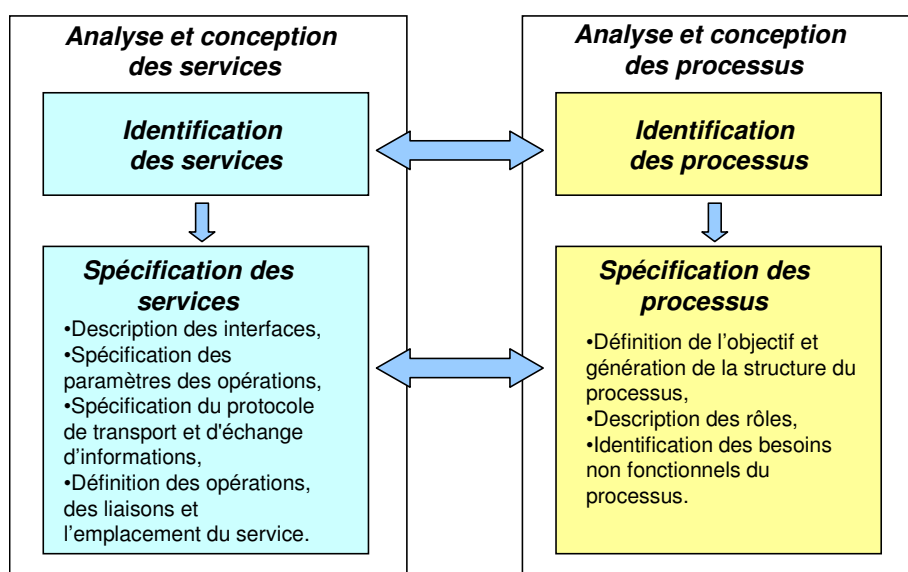 Analyse et conception
des services
Identification
des services
Spécification des
services
•Description des interfaces,
•Spécification des
paramètres des opérations,
•Spécification du protocole
de transport et d'échange
d’informations,
•Définition des opérations,
des liaisons et
l’emplacement du service.
Analyse et conception
des processus
Identification
des processus
Spécification des
processus
•Définition de l’objectif et
génération de la structure du
processus,
•Description des rôles,
•Identification des besoins
non fonctionnels du
processus.